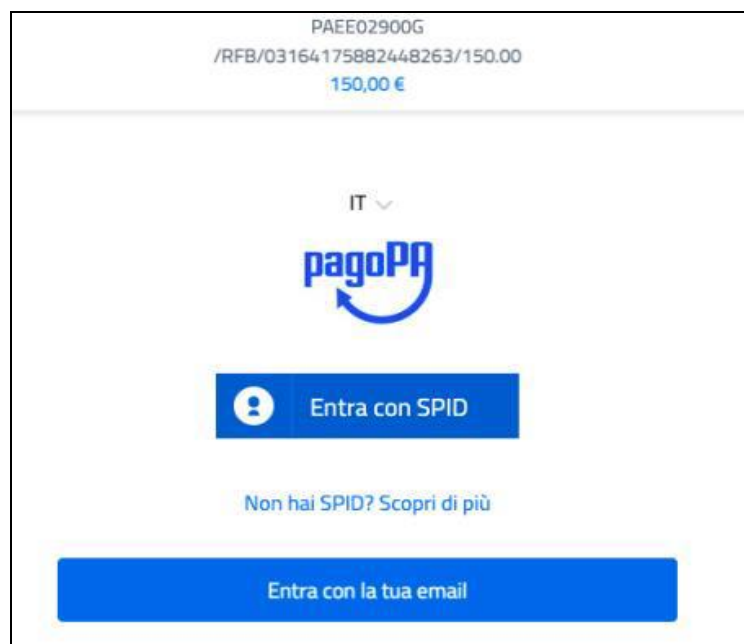 PAEE02900G
/RFB/03164175882448263/150.00
150,00 €
IT
pagoPA
Entra con SPID
Non hai SPID? Scopri di più
Entra con la tua email